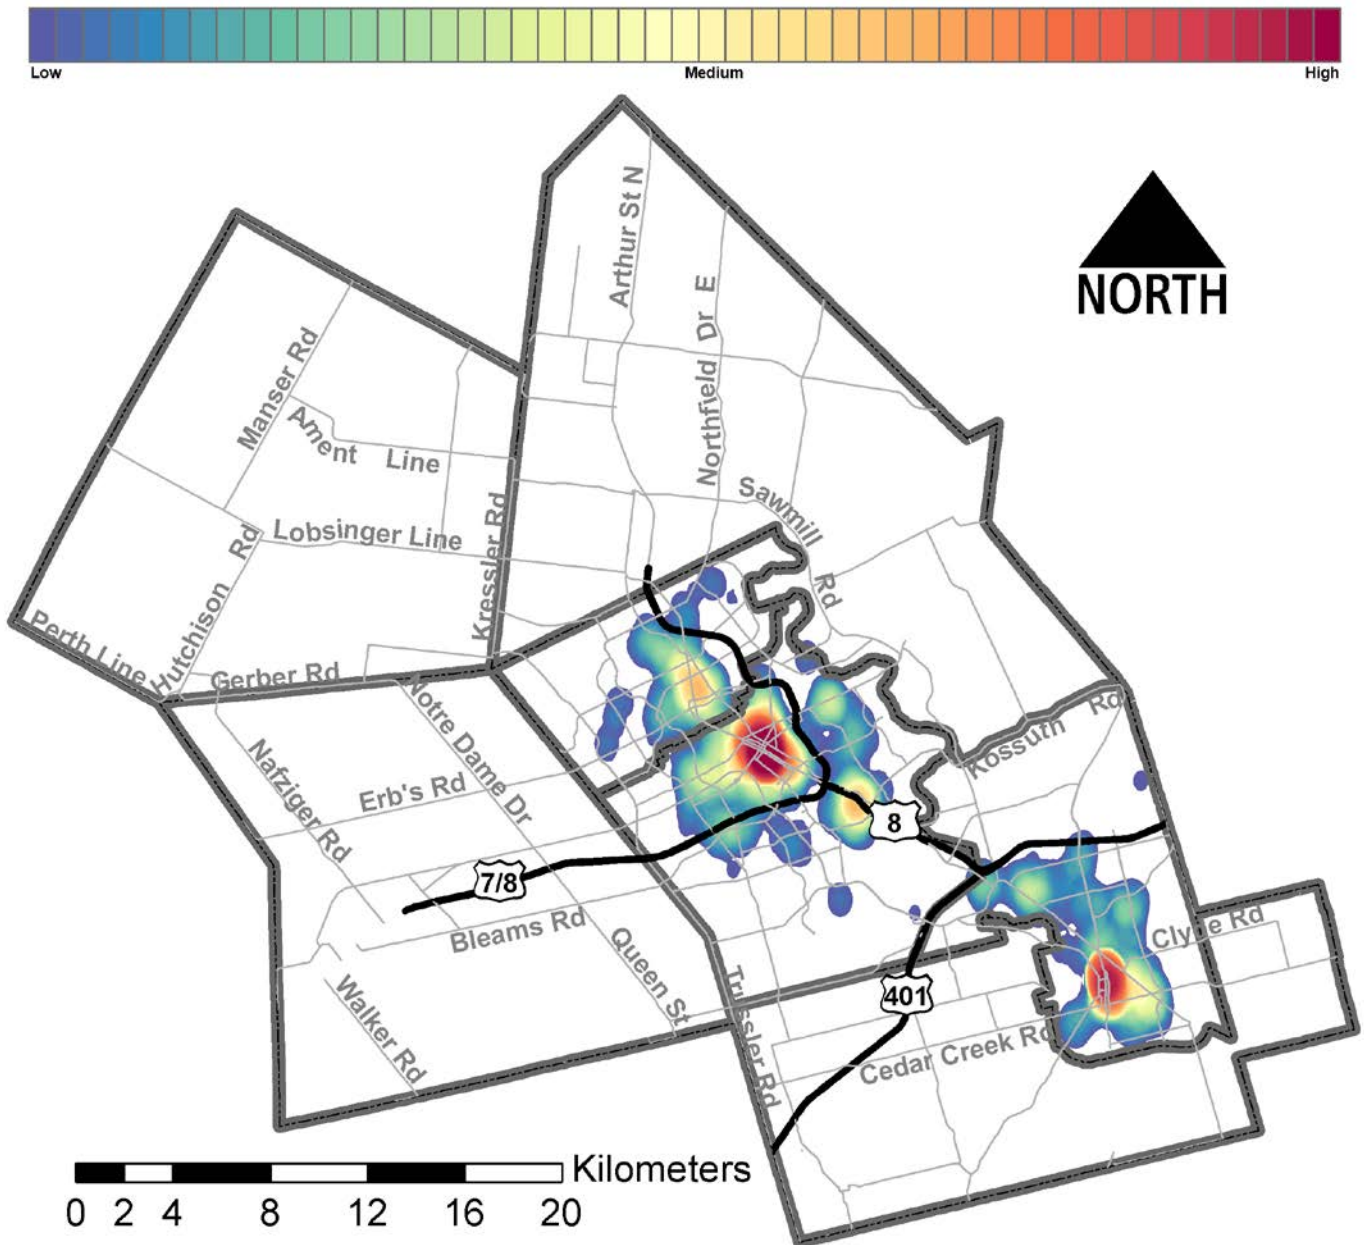 Low Medium High
Arthur St N
NORTH
Northfield Dr E
Manser Rd
Ament Line
Sawmill Rd
Lobsinger Line
Kressler Rd
Hutchison Rd
Perth Line
Gerber Rd
Notre Dame Dr
Kossuth Rd
Nafziger Rd
Erb's Rd
8
7/8
Bleams Rd
Clyde Rd
Queen St
Trussler Rd
401
Walker Rd
Cedar Creek Rd
Kilometers
0 2 4 8 12 16 20